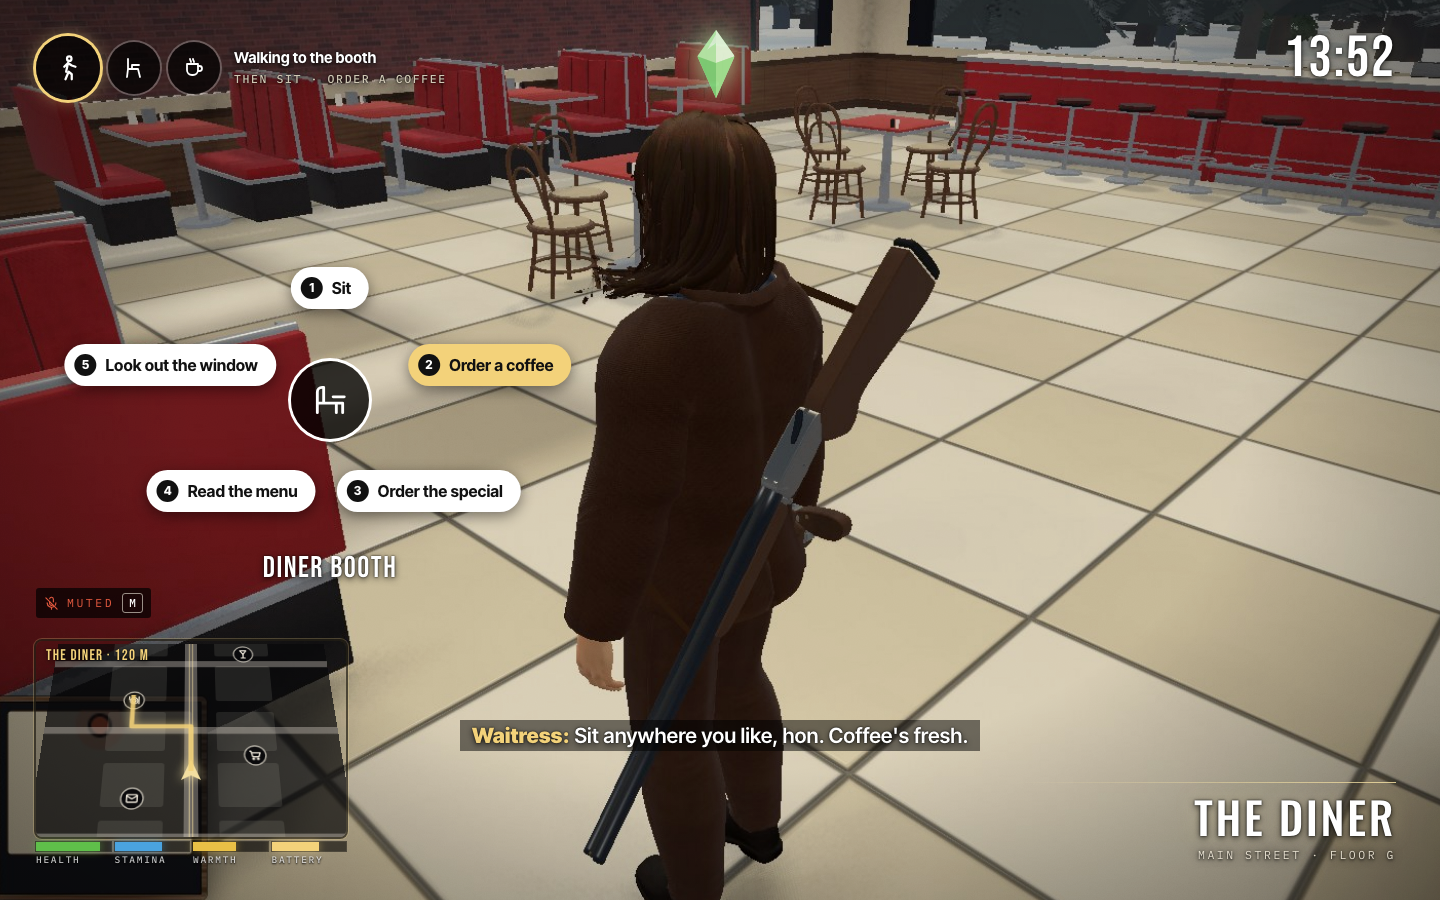 Walking to the booth
THEN SIT · ORDER A COFFEE
13:52
1 Sit
5 Look out the window
2 Order a coffee
4 Read the menu
3 Order the special
DINER BOOTH
MUTED M
THE DINER · 120 M
Waitress: Sit anywhere you like, hon. Coffee's fresh.
THE DINER
MAIN STREET · FLOOR G
HEALTH STAMINA WARMTH BATTERY